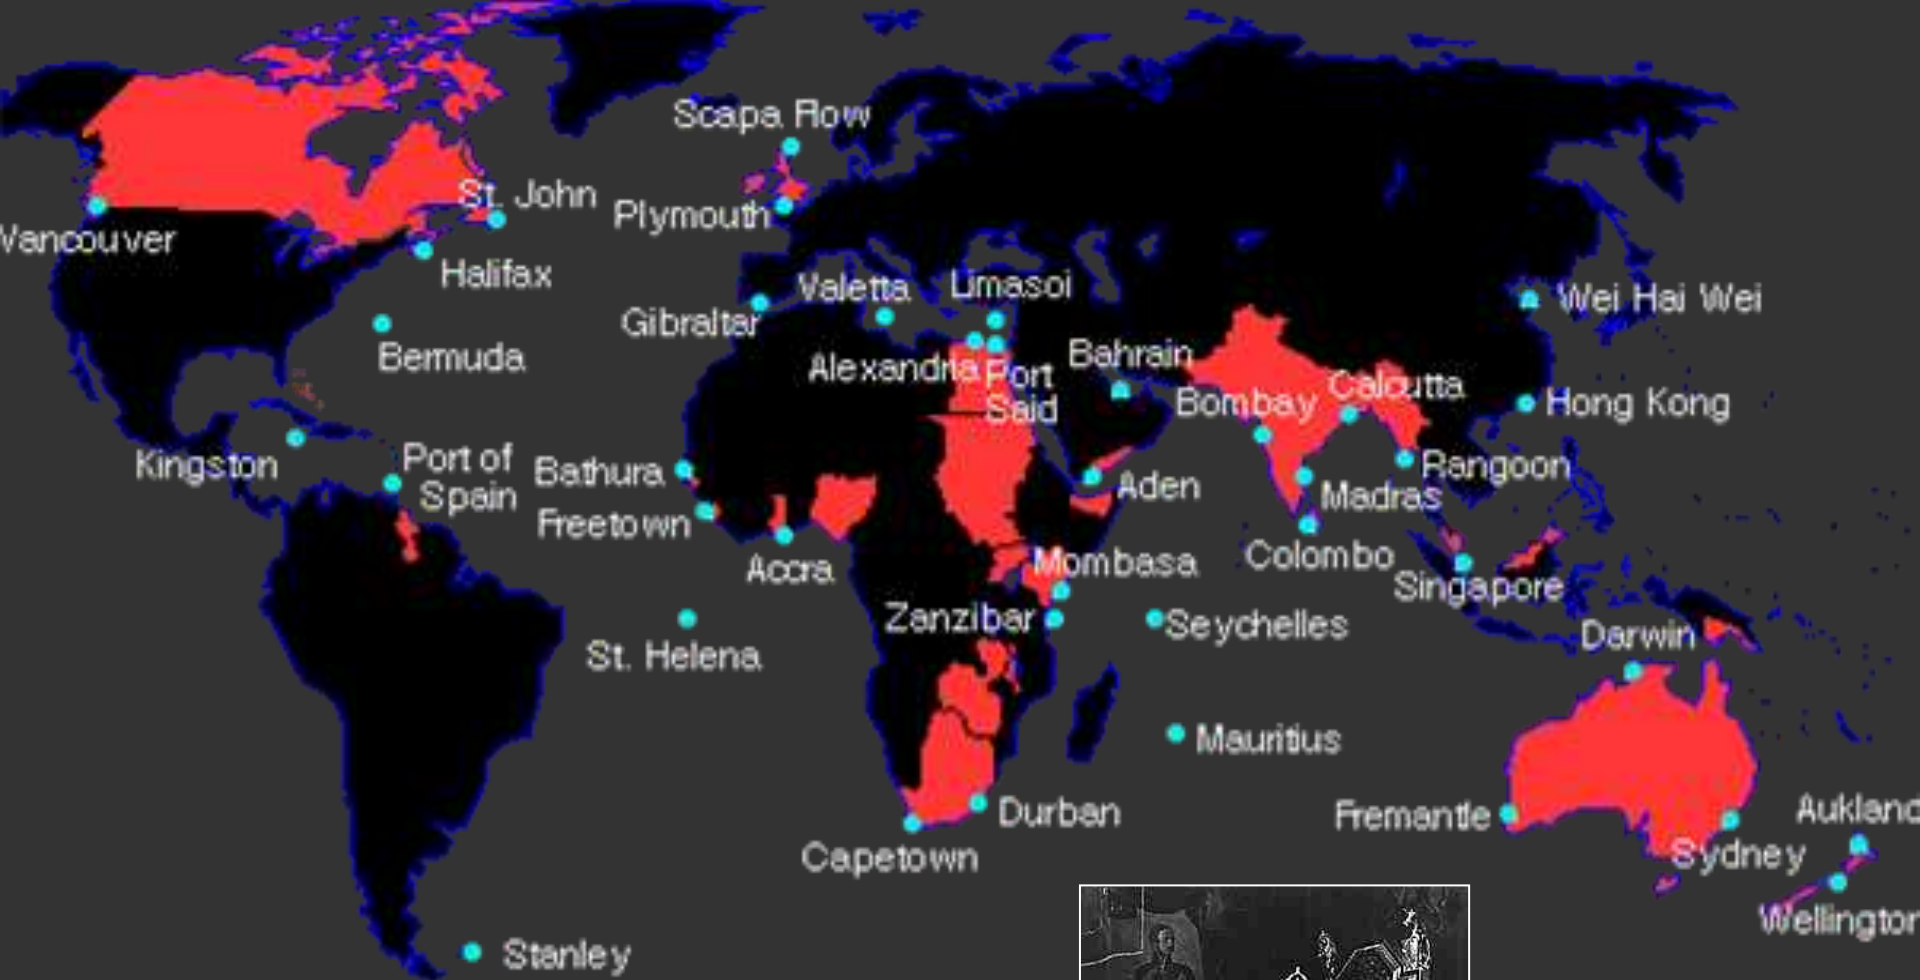 Scapa Row
St. John
Plymouth
Vancouver
Halifax
Valetta
Limasoi
Wei Hai Wei
Gibraltar
Bermuda
Alexandria
Port
Said
Bahrain
Calcutta
Bombay
Hong Kong
Kingston
Port of
Spain
Bathura
Rangoon
Aden
Madras
Freetown
Accra
Mombasa
Colombo
Singapore
Zanzibar
Seychelles
Darwin
St. Helena
Mauritius
Durban
Fremantle
Aukland
Capetown
Sydney
Wellington
Stanley